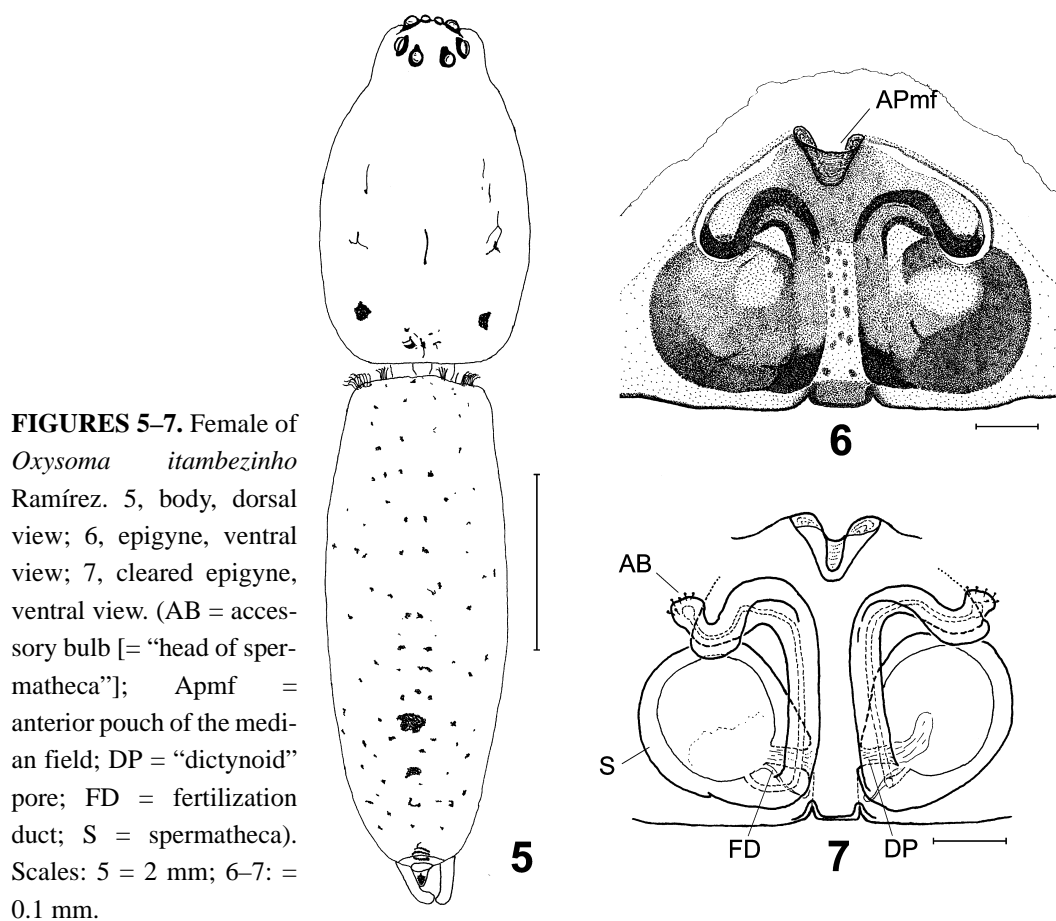 FIGURES 5–7. Female of
Oxysoma itambezinho
Ramírez. 5, body, dorsal
view; 6, epigyne, ventral
view; 7, cleared epigyne,
ventral view. (AB = acces-
sory bulb [= “head of sper-
matheca”]; Apmf =
anterior pouch of the medi-
an field; DP = “dictynoid”
pore; FD = fertilization
duct; S = spermatheca).
Scales: 5 = 2 mm; 6–7: =
0.1 mm.
5
APmf
6
AB
S
FD
7
DP